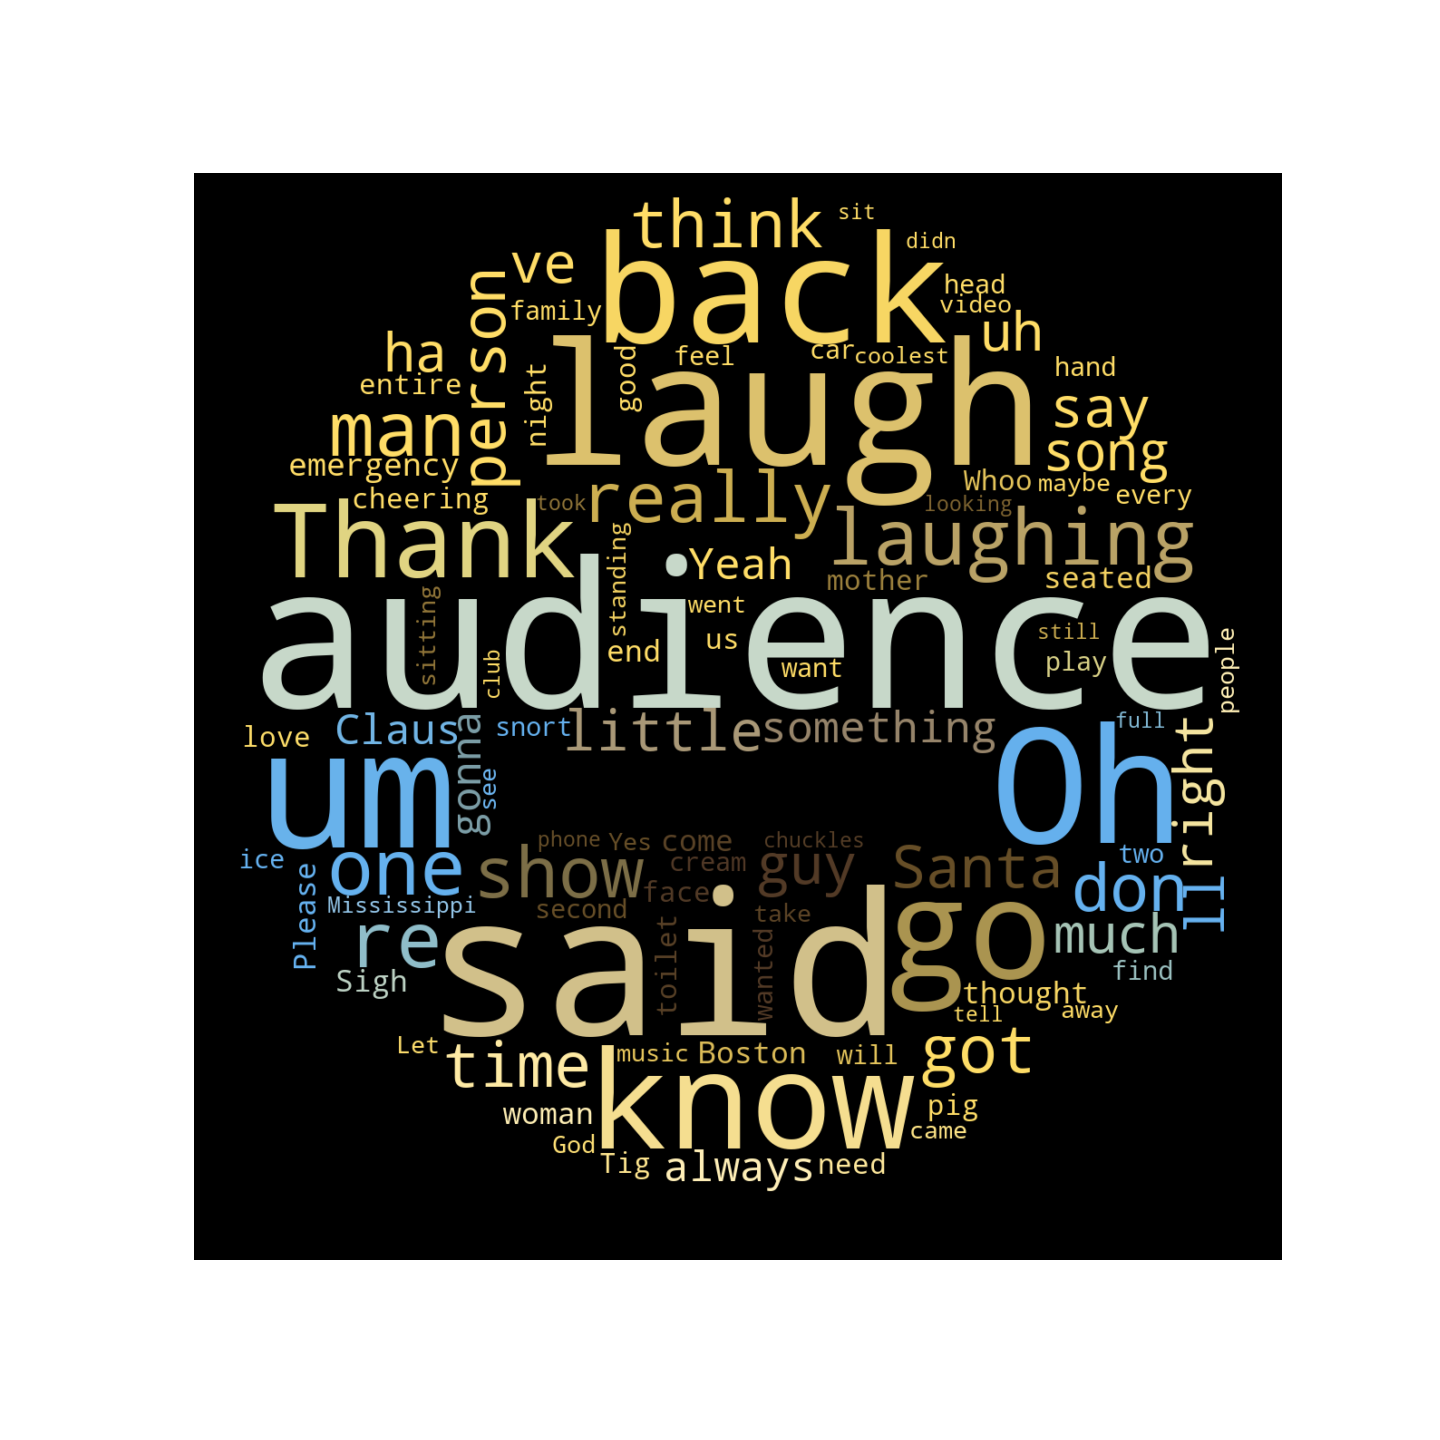 think
sit
didn
back
ve
head
video
family
person
uh
ha
laugh
good
feel
car
coolest
hand
entire
night
say
man
song
emergency
really
Whoo
maybe
every
cheering
took
looking
Thank
laughing
standing
Yeah
mother
seated
audience
sitting
went
still
us
end
club
want
play
people
love
Claus
gonna
snort
little
something
full
right
um
see
Oh
phone
Yes
come
chuckles
ice
one
show
cream
guy
Santa
two
Please
Mississippi
face
don
ll
second
take
re
said
go
much
toilet
wanted
Sigh
find
thought
tell
away
Let
time
music
Boston
will
got
know
woman
pig
God
came
Tig
always
need